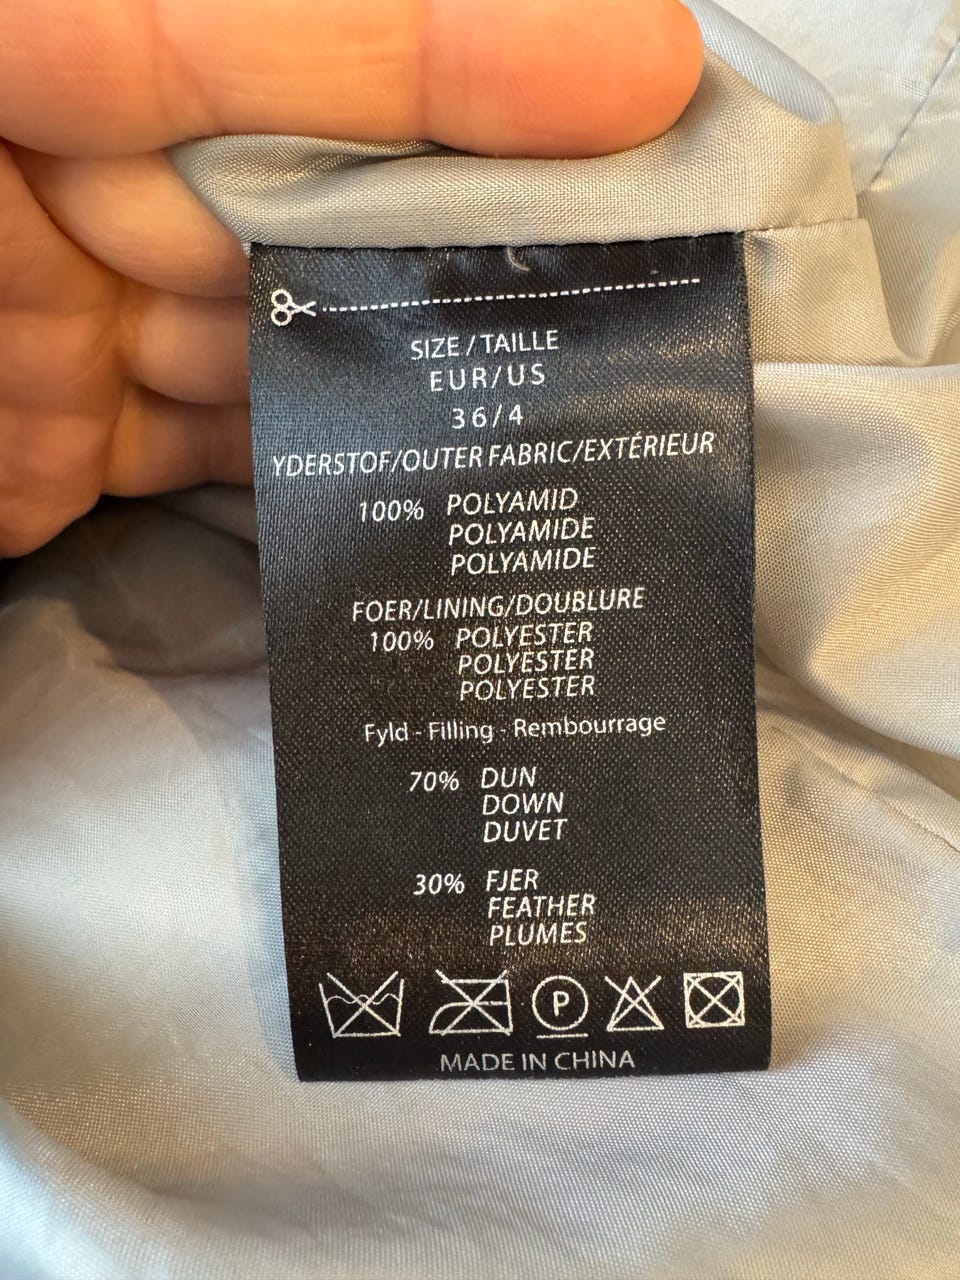 SIZE / TAILLE
EUR/US
36/4
YDERSTOF/OUTER FABRIC/EXTÉRIEUR
100% POLYAMID
POLYAMIDE
POLYAMIDE
FOER/LINING/DOUBLURE
100% POLYESTER
POLYESTER
POLYESTER
Fyld - Filling - Rembourrage
70% DUN
DOWN
DUVET
30% FJER
FEATHER
PLUMES
P
MADE IN CHINA